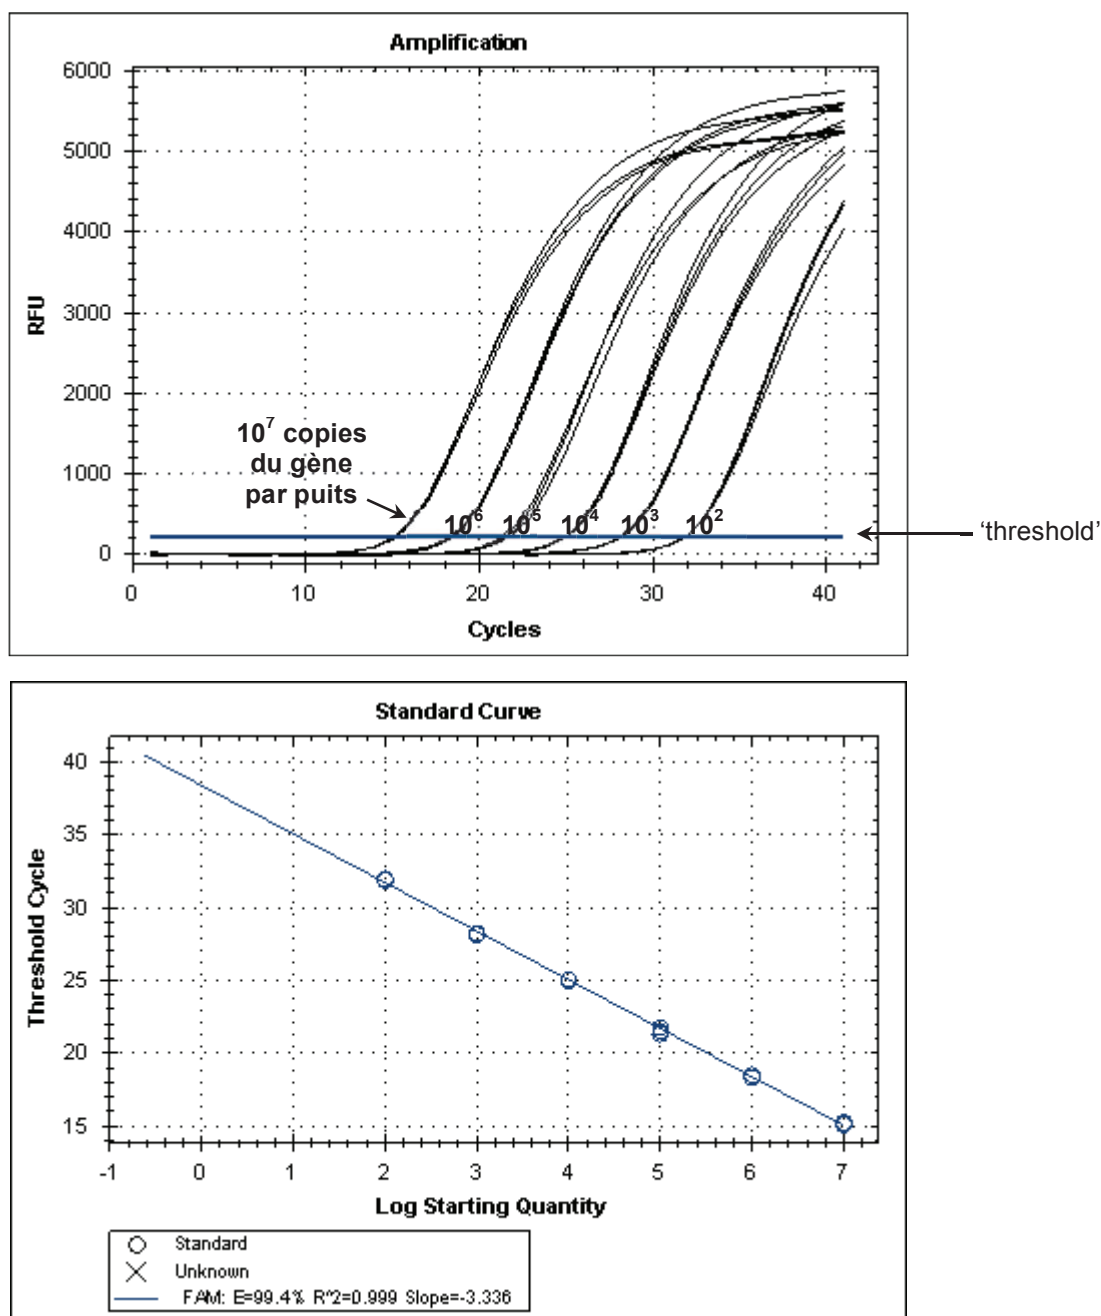 Amplification
6000
5000
4000
3000
2000
1000
0
RFU
10⁷ copies
du gène
par puits
10⁶
10⁵
10⁴
10³
10²
'threshold'
0
10
20
30
40
Cycles
Standard Curve
40
35
30
25
20
15
Threshold Cycle
-1
0
1
2
3
4
5
6
7
Log Starting Quantity
Standard
Unknown
FAM: E=99.4% R^2=0.999 Slope=-3.336